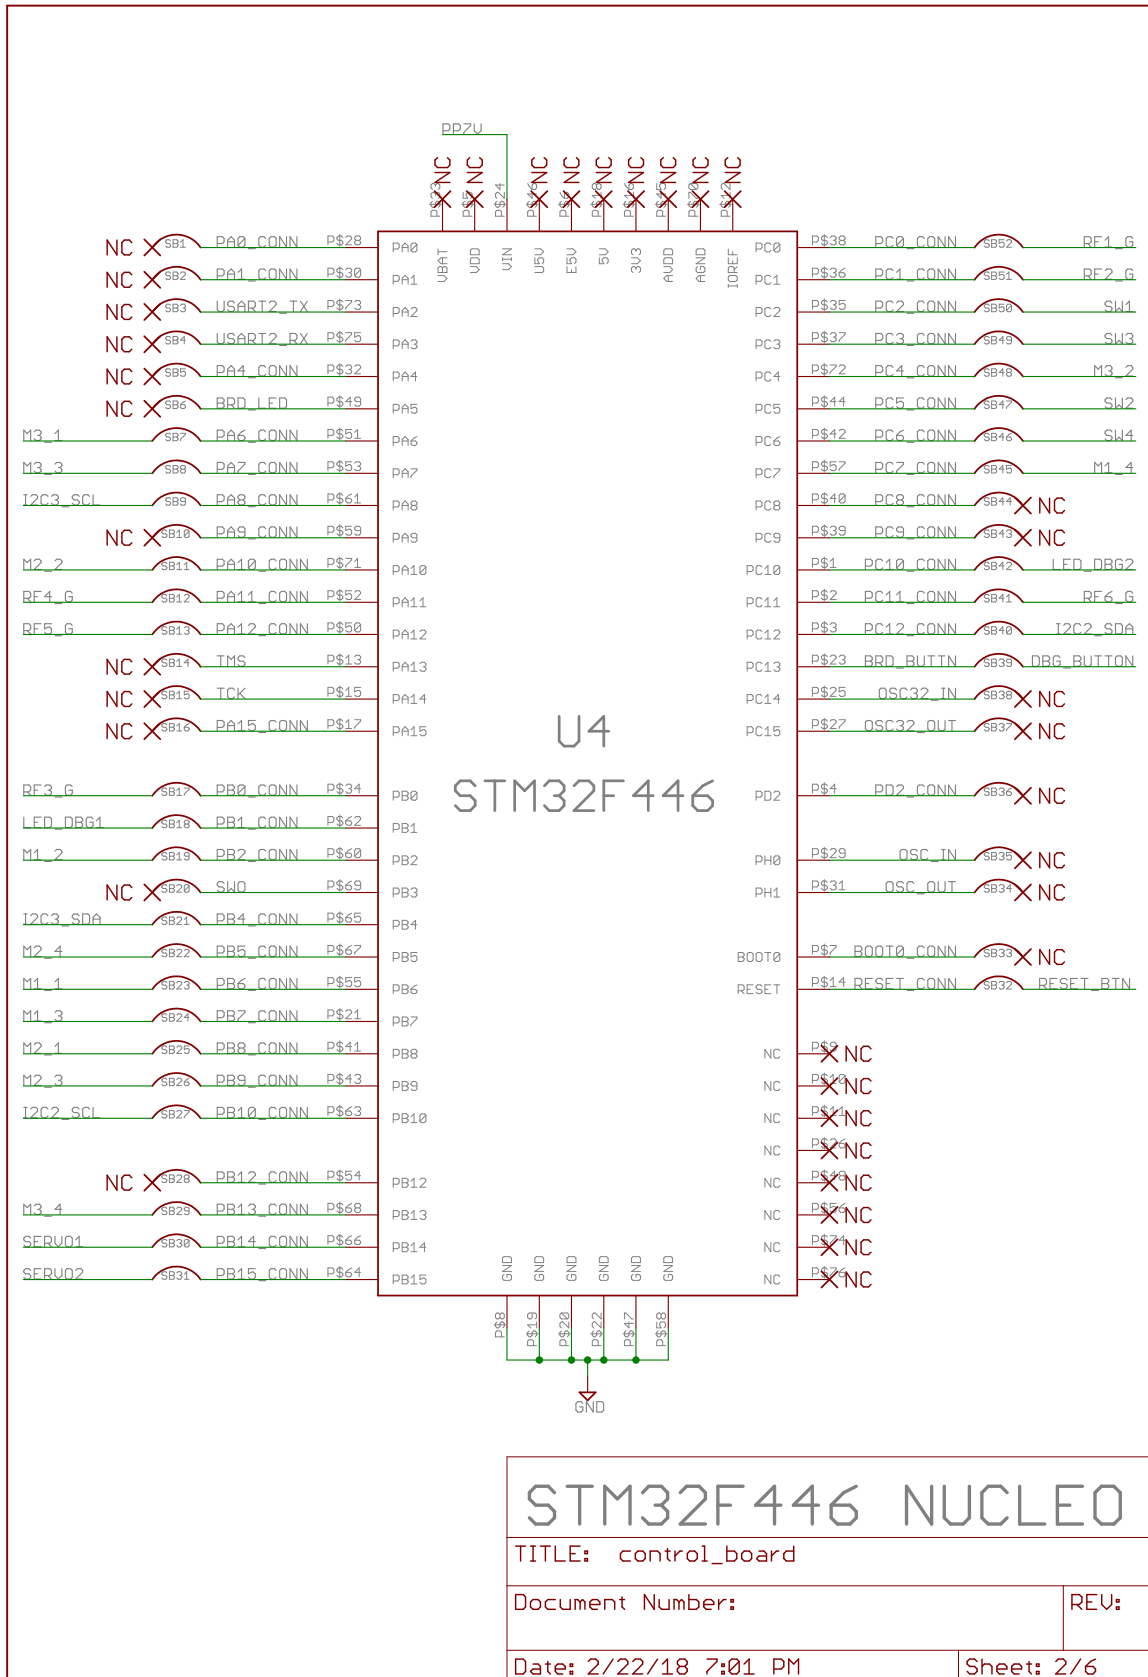 PP7V
NC NC NC NC NC NC NC NC NC
P$33 P$5 P$24 P$46 P$6 P$18 P$16 P$45 P$70 P$12
VBAT VDD VIN U5V E5V 5V 3V3 AVDD AGND IOREF
NC SB1 PA0_CONN P$28 PA0 PC0 P$38 PC0_CONN SB52 RF1_G
NC SB2 PA1_CONN P$30 PA1 PC1 P$36 PC1_CONN SB51 RF2_G
NC SB3 USART2_TX P$73 PA2 PC2 P$35 PC2_CONN SB50 SW1
NC SB4 USART2_RX P$75 PA3 PC3 P$37 PC3_CONN SB49 SW3
NC SB5 PA4_CONN P$32 PA4 PC4 P$72 PC4_CONN SB48 M3_2
NC SB6 BRD_LED P$49 PA5 PC5 P$44 PC5_CONN SB47 SW2
M3_1 SB7 PA6_CONN P$51 PA6 PC6 P$42 PC6_CONN SB46 SW4
M3_3 SB8 PA7_CONN P$53 PA7 PC7 P$57 PC7_CONN SB45 M1_4
I2C3_SCL SB9 PA8_CONN P$61 PA8 PC8 P$40 PC8_CONN SB44 NC
NC SB10 PA9_CONN P$59 PA9 PC9 P$39 PC9_CONN SB43 NC
M2_2 SB11 PA10_CONN P$71 PA10 PC10 P$1 PC10_CONN SB42 LED_DBG2
RF4_G SB12 PA11_CONN P$52 PA11 PC11 P$2 PC11_CONN SB41 RF6_G
RF5_G SB13 PA12_CONN P$50 PA12 PC12 P$3 PC12_CONN SB40 I2C2_SDA
NC SB14 TMS P$13 PA13 PC13 P$23 BRD_BUTTN SB39 DBG_BUTTON
NC SB15 TCK P$15 PA14 PC14 P$25 OSC32_IN SB38 NC
NC SB16 PA15_CONN P$17 PA15 PC15 P$27 OSC32_OUT SB37 NC
U4
STM32F446
RF3_G SB17 PB0_CONN P$34 PB0 PD2 P$4 PD2_CONN SB36 NC
LED_DBG1 SB18 PB1_CONN P$62 PB1
M1_2 SB19 PB2_CONN P$60 PB2 PH0 P$29 OSC_IN SB35 NC
NC SB20 SWO P$69 PB3 PH1 P$31 OSC_OUT SB34 NC
I2C3_SDA SB21 PB4_CONN P$65 PB4
M2_4 SB22 PB5_CONN P$67 PB5 BOOT0 P$7 BOOT0_CONN SB33 NC
M1_1 SB23 PB6_CONN P$55 PB6 RESET P$14 RESET_CONN SB32 RESET_BTN
M1_3 SB24 PB7_CONN P$21 PB7
M2_1 SB25 PB8_CONN P$41 PB8 NC P$9 NC
M2_3 SB26 PB9_CONN P$43 PB9 NC P$10 NC
I2C2_SCL SB27 PB10_CONN P$63 PB10 NC P$11 NC
NC P$26 NC
NC SB28 PB12_CONN P$54 PB12 NC P$48 NC
M3_4 SB29 PB13_CONN P$68 PB13 NC P$56 NC
SERVO1 SB30 PB14_CONN P$66 PB14 NC P$74 NC
SERVO2 SB31 PB15_CONN P$64 PB15 NC P$76 NC
GND GND GND GND GND GND
P$8 P$19 P$20 P$22 P$47 P$58
GND
STM32F446 NUCLEO
TITLE: control_board
Document Number: REV:
Date: 2/22/18 7:01 PM Sheet: 2/6